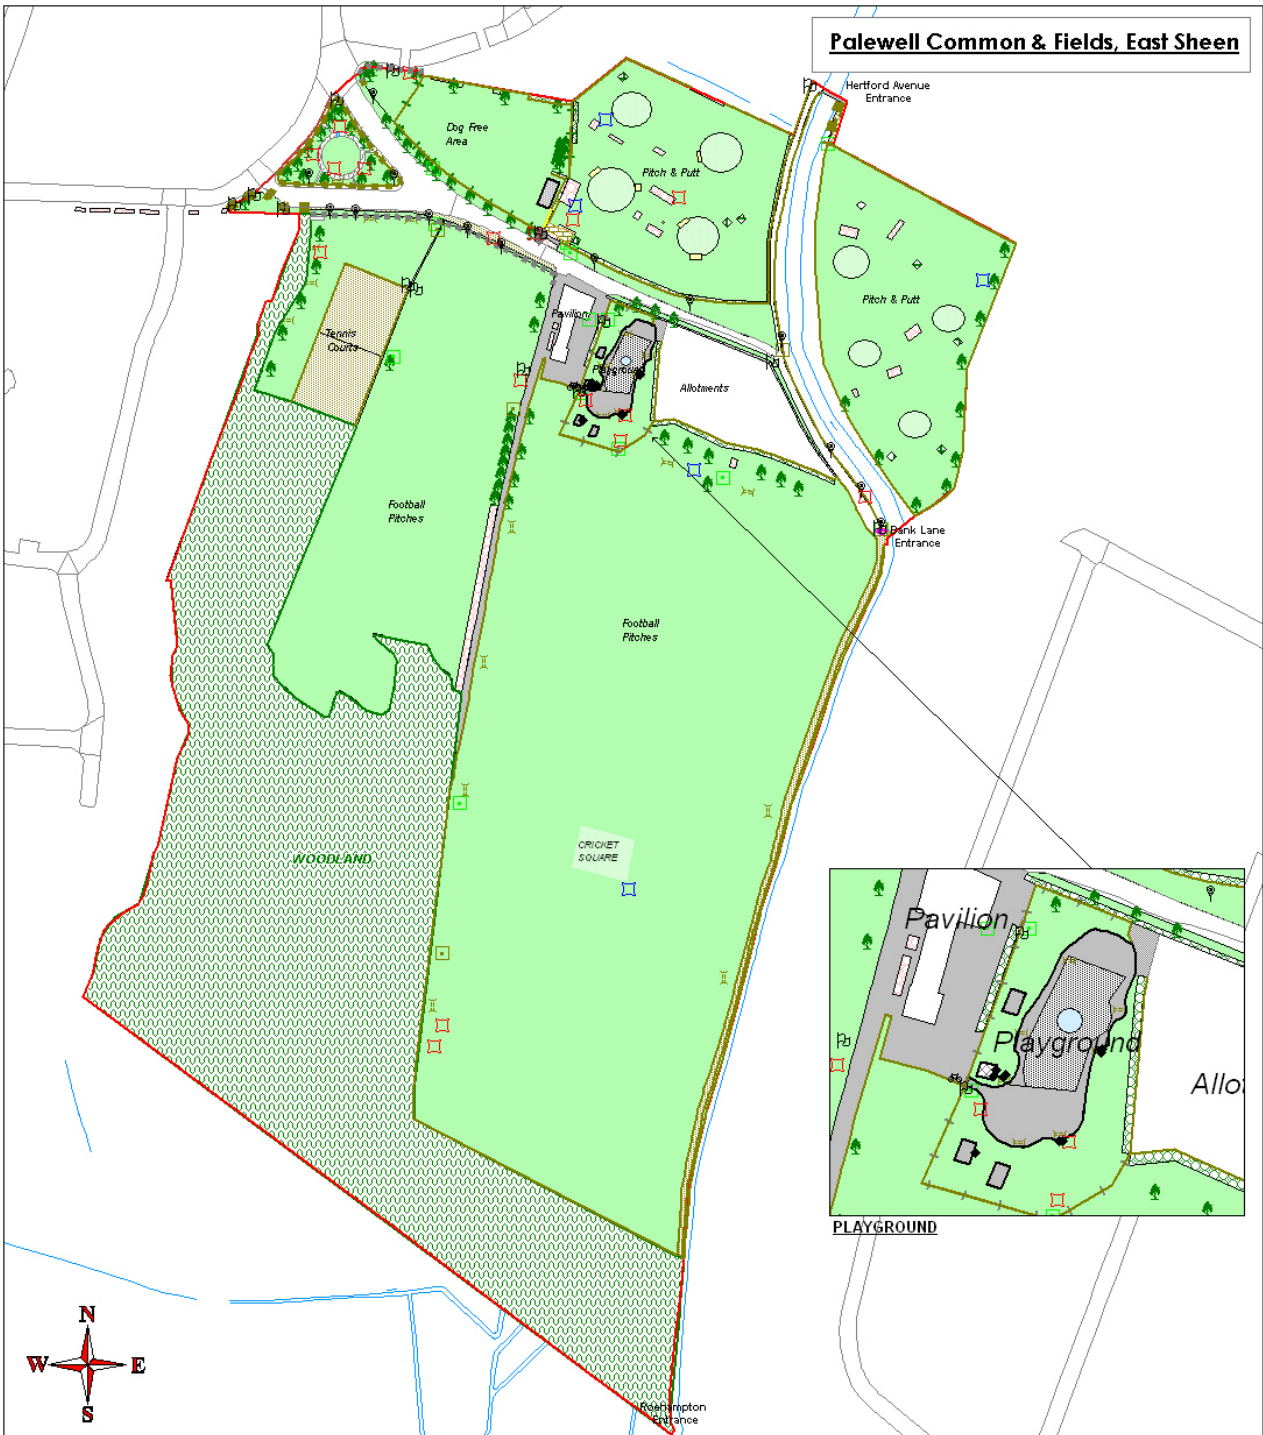 Palewell Common & Fields, East Sheen
Hertford Avenue
Entrance
Dog Free
Area
Pitch & Putt
Pitch & Putt
Pavilion
Tennis
Courts
Playground
Allotments
Football
Pitches
Bank Lane
Entrance
Football
Pitches
CRICKET
SQUARE
WOODLAND
Pavilion
Playground
Allo
PLAYGROUND
N
W
E
S
Roehampton
Entrance